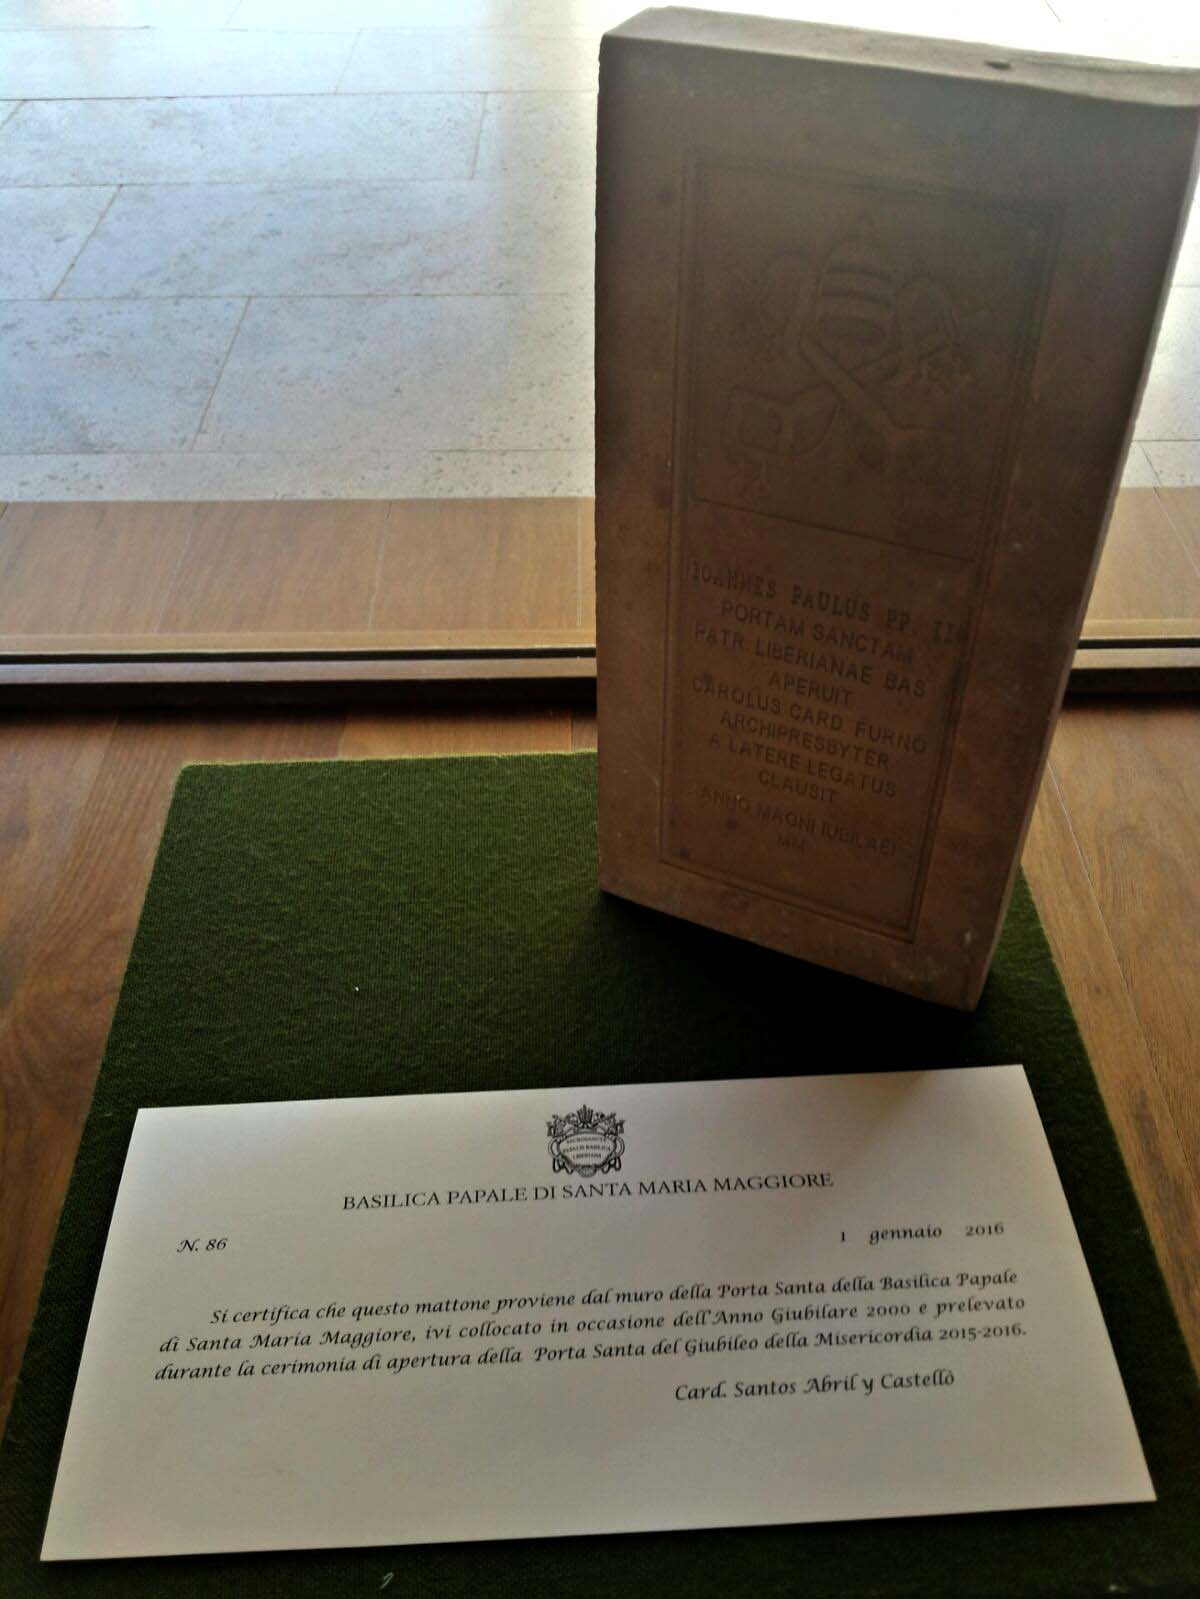 IOANNES PAULUS PP. II
PORTAM SANCTAM
PATR. LIBERIANAE BAS
APERUIT
CAROLUS CARD FURNO
ARCHIPRESBYTER
A LATERE LEGATUS
CLAUSIT
ANNO MAGNI IUBILAEI
MM
SACROSANCTA
PAPALIS BASILICA
LIBERIANA
BASILICA PAPALE DI SANTA MARIA MAGGIORE
N. 86
1 gennaio 2016
Si certifica che questo mattone proviene dal muro della Porta Santa della Basilica Papale
di Santa Maria Maggiore, ivi collocato in occasione dell'Anno Giubilare 2000 e prelevato
durante la cerimonia di apertura della Porta Santa del Giubileo della Misericordia 2015-2016.
Card. Santos Abril y Castellò